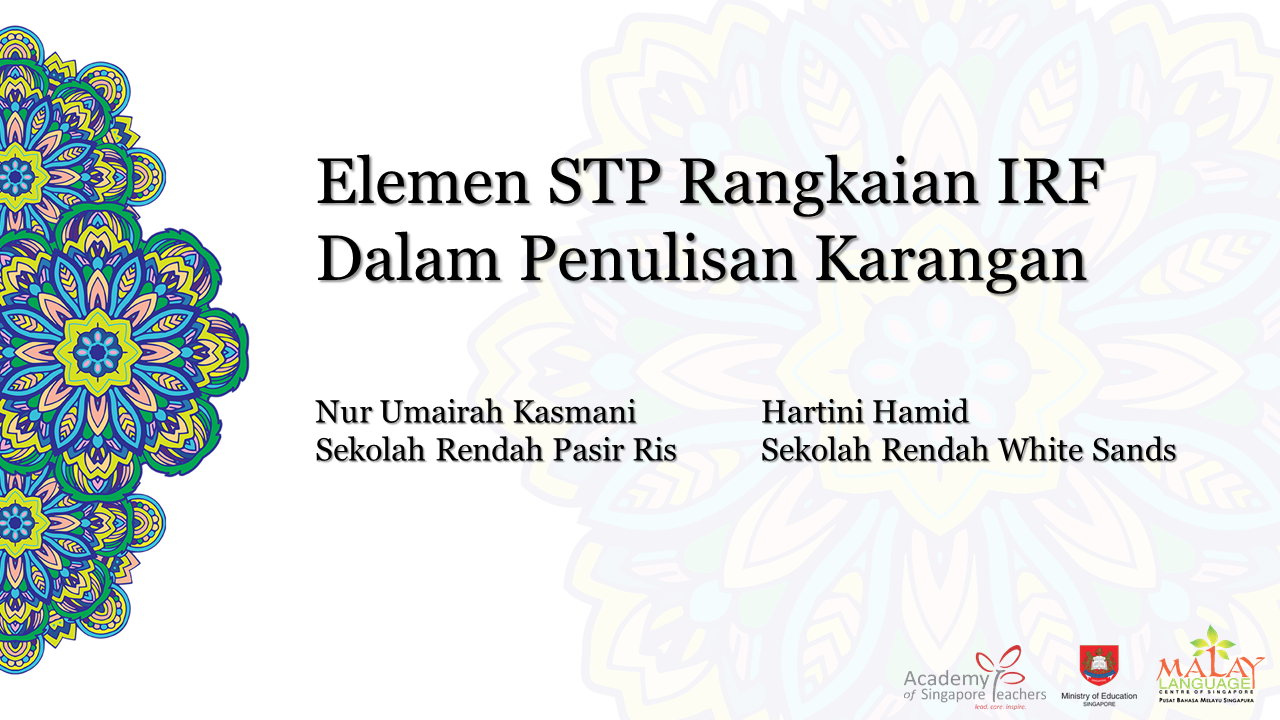 Elemen STP Rangkaian IRF
Dalam Penulisan Karangan
Nur Umairah Kasmani
Sekolah Rendah Pasir Ris
Hartini Hamid
Sekolah Rendah White Sands
Academy
of Singapore Teachers
lead. care. inspire.
Ministry of Education
SINGAPORE
MALAY
LANGUAGE
CENTRE OF SINGAPORE
PUSAT BAHASA MELAYU SINGAPURA